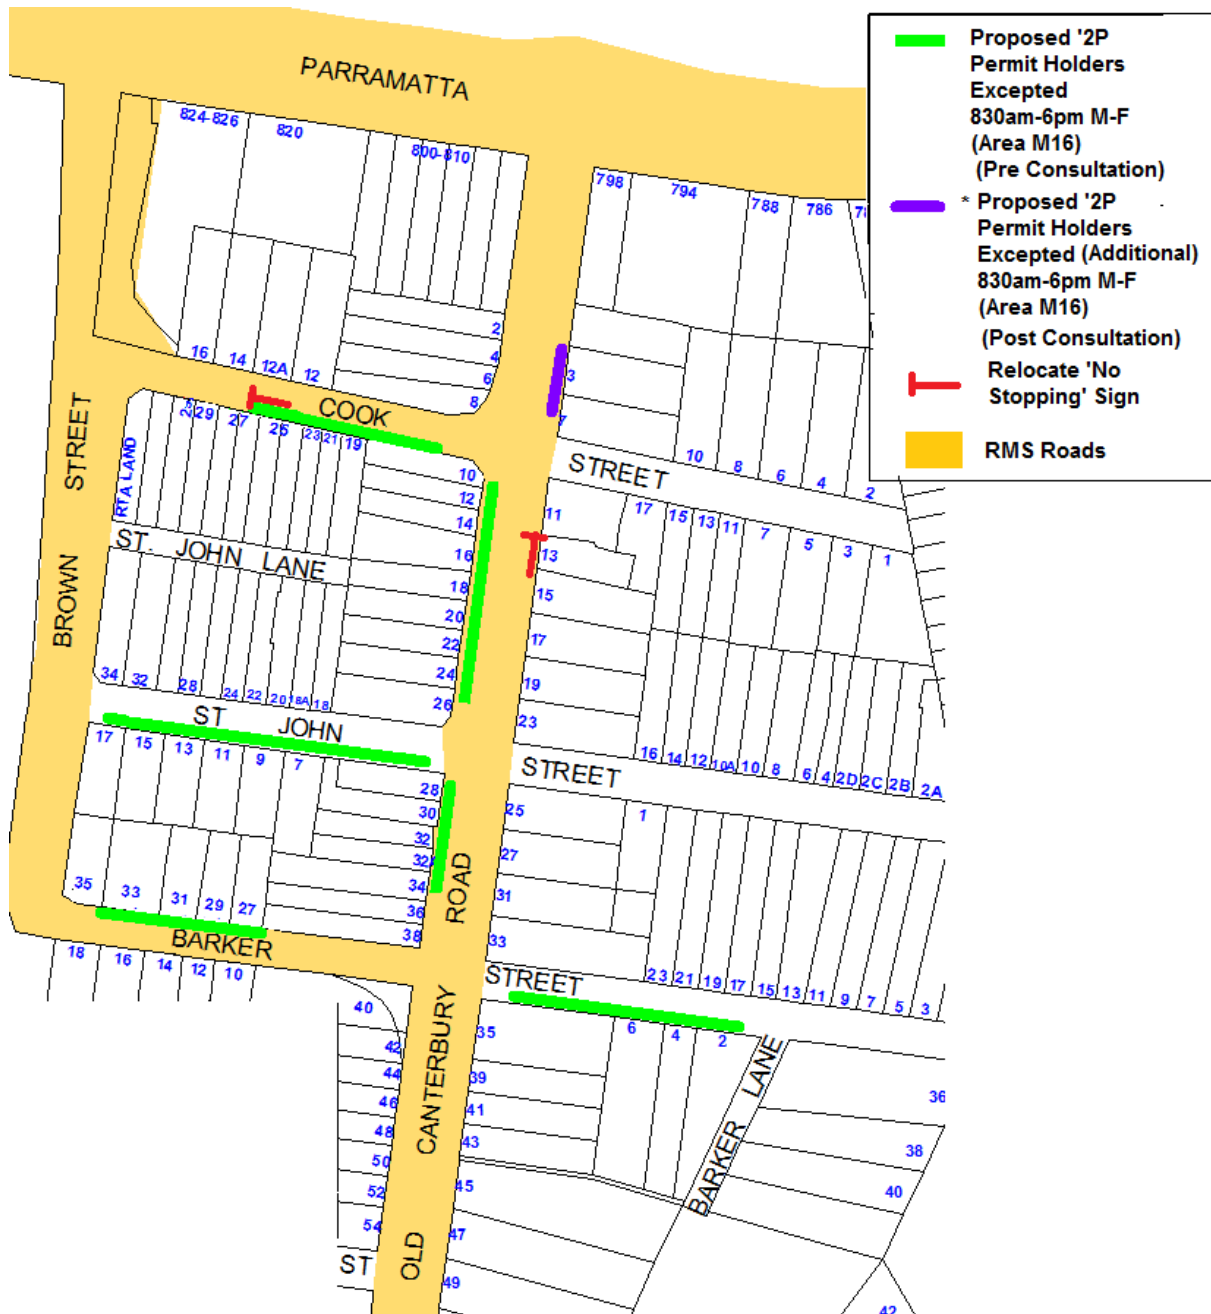 PARRAMATTA
824-826
820
800-810
798
794
788
786
Proposed '2P
Permit Holders
Excepted
830am-6pm M-F
(Area M16)
(Pre Consultation)
* Proposed '2P
Permit Holders
Excepted (Additional)
830am-6pm M-F
(Area M16)
(Post Consultation)
Relocate 'No
Stopping' Sign
RMS Roads
2
4
6
8
3
7
16 14 12A 12
COOK
STREET
10 8 6 4 2
29 27 25 23 21 19
RTA LAND
10
12
14
16
18
20
22
24
26
11
13
15
17
19
23
17 15 13 11 7 5 3 1
ST. JOHN LANE
BROWN STREET
34 32 28 24 22 20 18A 18
ST JOHN
STREET
16 14 12 10A 10 8 6 4 2D 2C 2B 2A
17 15 13 11 9 7
28
30
32
34
36
38
25
27
31
33
1
35 33 31 29 27
BARKER
STREET
18 16 14 12 10
23 21 19 17 15 13 11 9 7 5 3
6 4 2
OLD CANTERBURY ROAD
40
42
44
46
48
50
52
54
35
39
41
43
45
47
49
BARKER LANE
36
38
40
42
ST